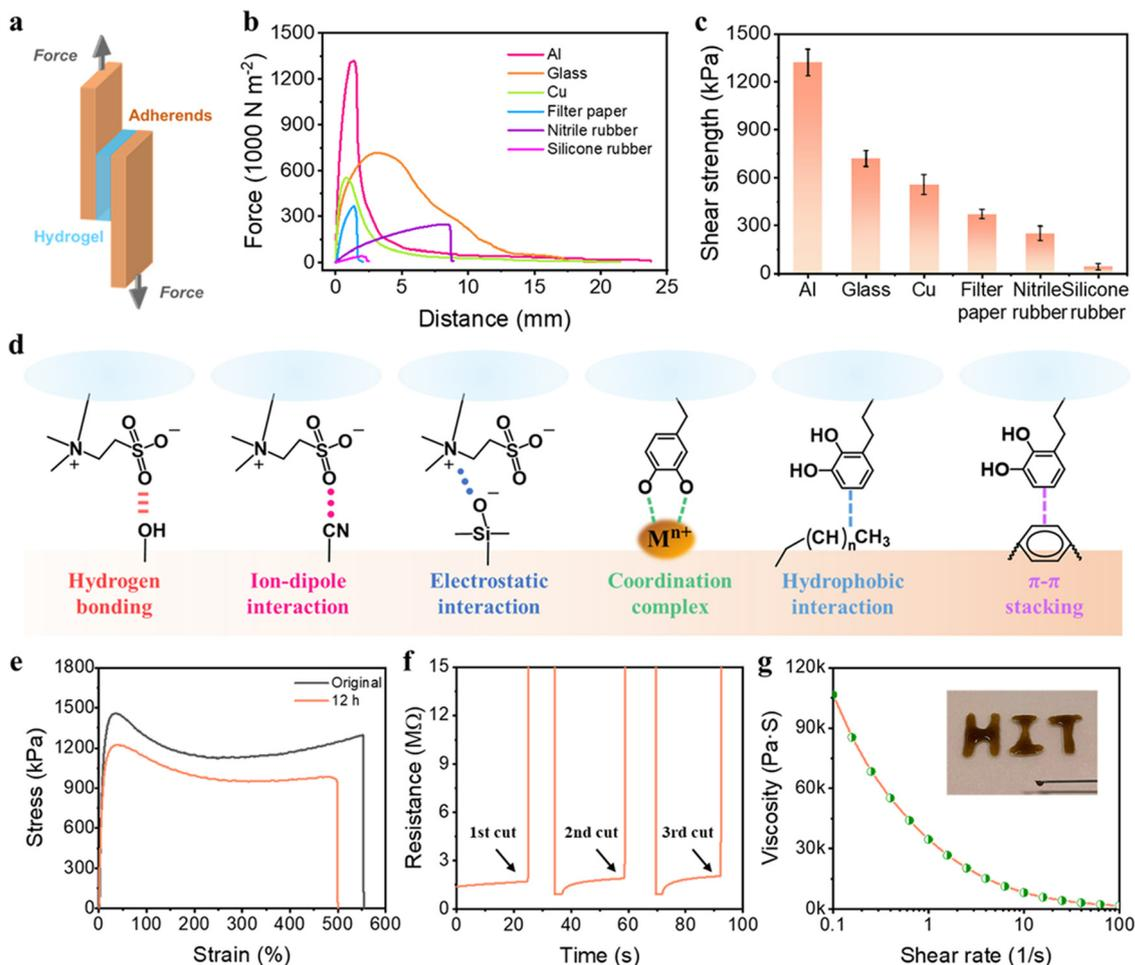 a
Force
Adherends
Hydrogel
Force
b
Force (1000 N m-2)
1500
1200
900
600
300
0
0 5 10 15 20 25
Distance (mm)
Al
Glass
Cu
Filter paper
Nitrile rubber
Silicone rubber
c
Shear strength (kPa)
1500
1200
900
600
300
0
Al Glass Cu Filter paper Nitrile rubber Silicone rubber
d
N + S O O O−
OH
Hydrogen
bonding
N + S O O O−
CN
Ion-dipole
interaction
N + S O O O−
O−
Si
Electrostatic
interaction
O O
Mn+
Coordination
complex
HO
HO
(CH)nCH3
Hydrophobic
interaction
HO
HO
π-π
stacking
e
Stress (kPa)
1800
1500
1200
900
600
300
0
0 100 200 300 400 500 600
Strain (%)
Original
12 h
f
Resistance (MΩ)
15
12
9
6
3
0
0 20 40 60 80 100
Time (s)
1st cut 2nd cut 3rd cut
g
Viscosity (Pa·S)
120k
90k
60k
30k
0k
0.1 1 10 100
Shear rate (1/s)
HIT